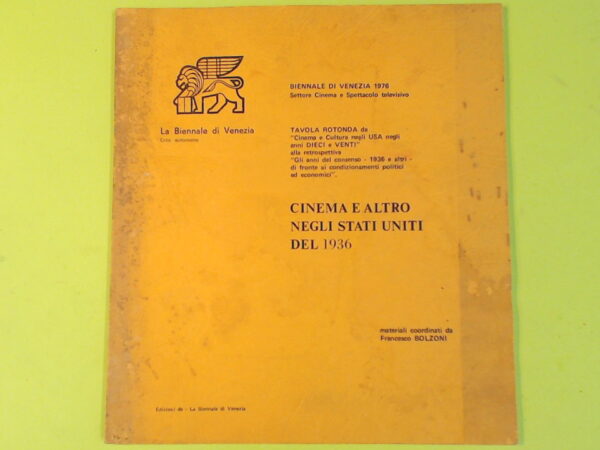 La Biennale di Venezia
Ente autonomo
BIENNALE DI VENEZIA 1976
Settore Cinema e Spettacolo televisivo
TAVOLA ROTONDA da
"Cinema e Cultura negli USA negli
anni DIECI e VENTI"
alla retrospettiva
"Gli anni del consenso - 1936 e altri -
di fronte ai condizionamenti politici
ed economici".
CINEMA E ALTRO
NEGLI STATI UNITI
DEL 1936
materiali coordinati da
Francesco BOLZONI
Edizioni de - La Biennale di Venezia